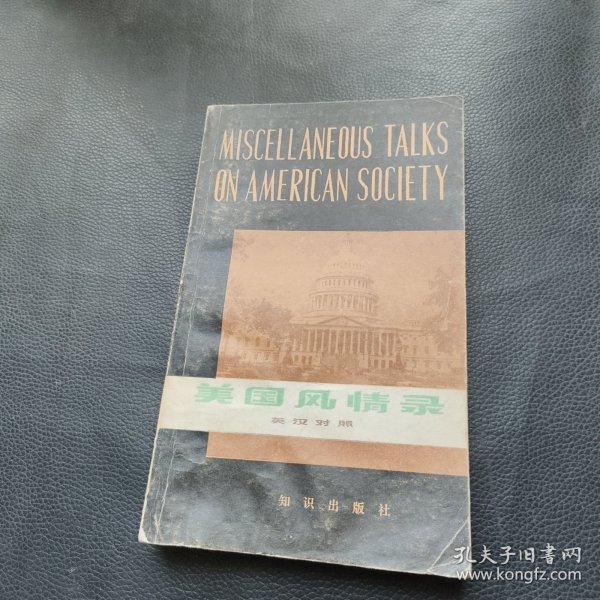 MISCELLANEOUS TALKS
ON AMERICAN SOCIETY
美国风情录
英汉对照
知识出版社
孔夫子旧书网
www.kongfz.com